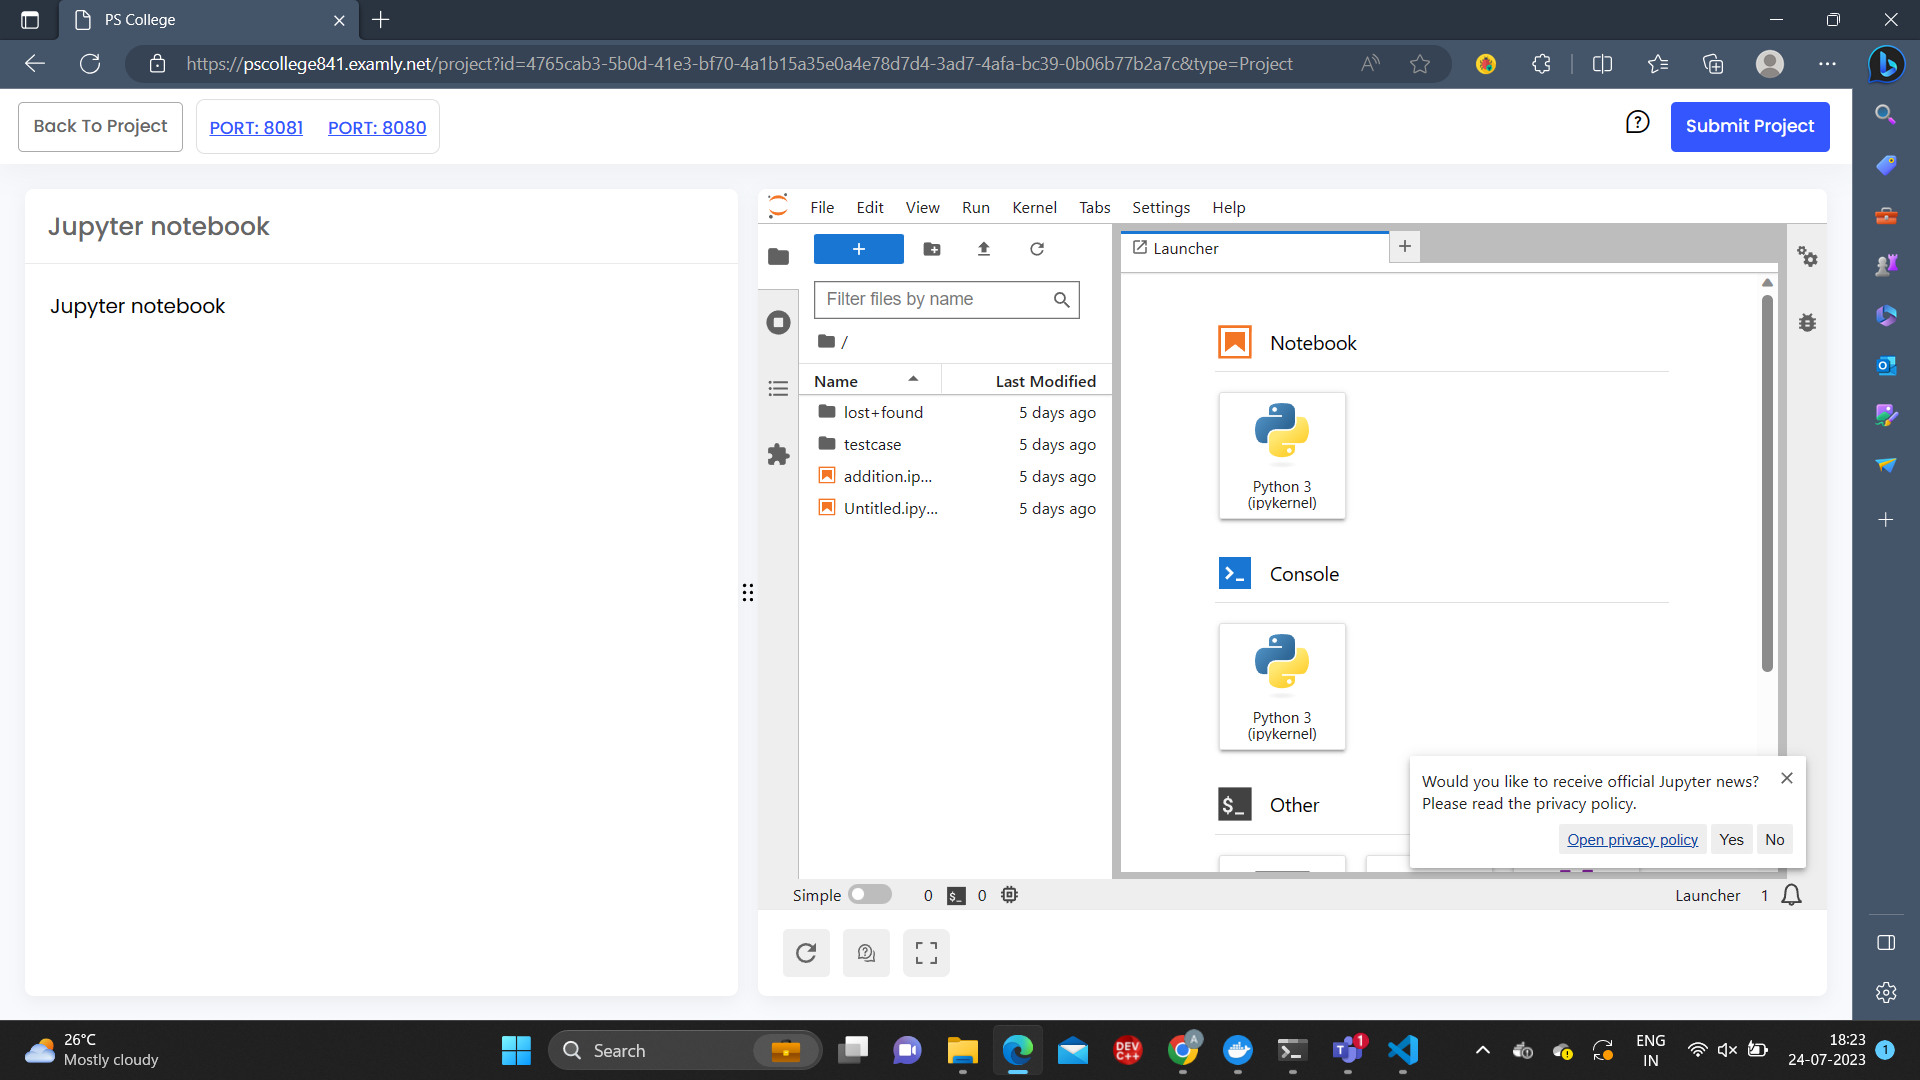 PS College
https://pscollege841.examly.net/project?id=4765cab3-5b0d-41e3-bf70-4a1b15a35e0a4e78d7d4-3ad7-4afa-bc39-0b06b77b2a7c&type=Project
Back To Project
PORT: 8081 PORT: 8080
Submit Project
Jupyter notebook
Jupyter notebook
File Edit View Run Kernel Tabs Settings Help
Launcher
Filter files by name
/
Name Last Modified
lost+found 5 days ago
testcase 5 days ago
addition.ip... 5 days ago
Untitled.ipy... 5 days ago
Notebook
Python 3
(ipykernel)
Console
Python 3
(ipykernel)
$_ Other
Would you like to receive official Jupyter news?
Please read the privacy policy.
Open privacy policy Yes No
Simple 0 $_ 0
Launcher 1
26°C
Mostly cloudy
Search
DEV
C++
A
1
ENG
IN
18:23
24-07-2023
1